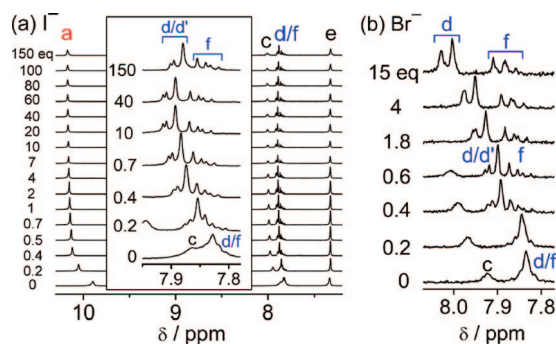 (a) I⁻
a
d/d'
f
c d/f e
150 eq
100
80
60
40
20
10
7
4
2
1
0.7
0.5
0.4
0.2
0
150
40
10
0.7
0.4
0.2
0
c d/f
7.9 7.8
10 9 8
δ / ppm
(b) Br⁻
d f
15 eq
4
1.8
d/d' f
0.6
0.4
0.2
0
c d/f
8.0 7.9 7.8
δ / ppm